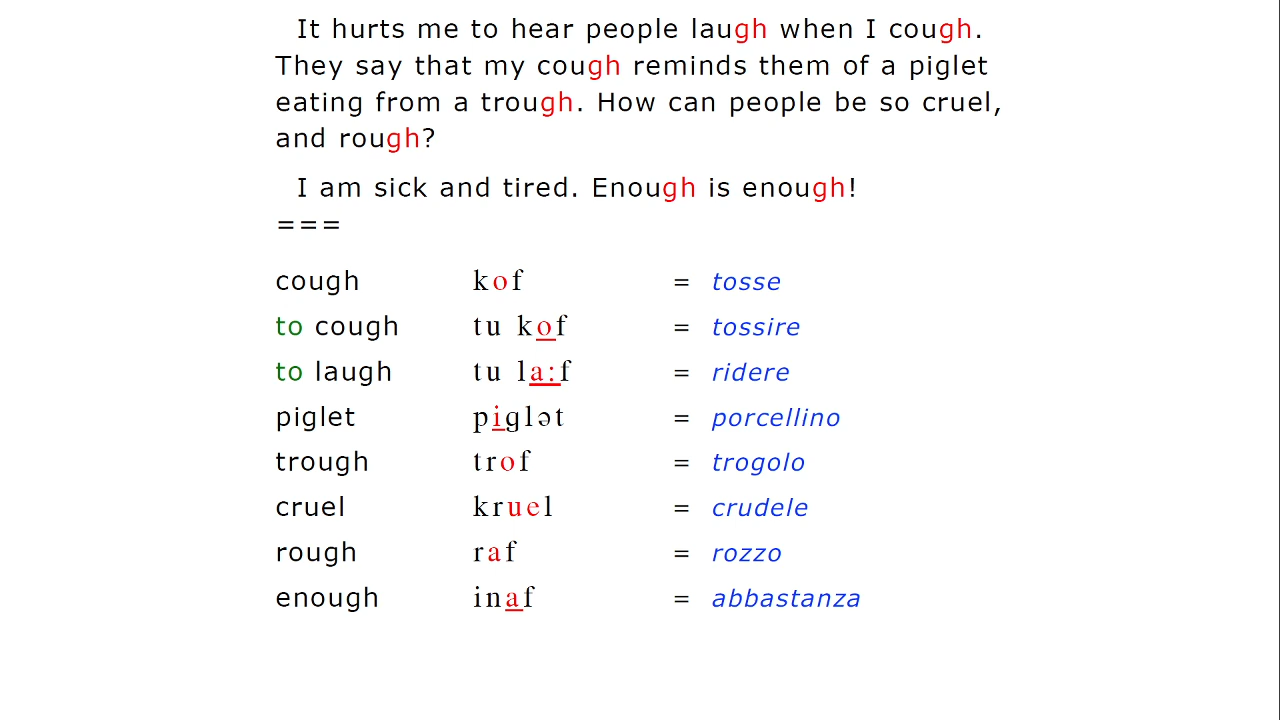 It hurts me to hear people laugh when I cough.
They say that my cough reminds them of a piglet
eating from a trough. How can people be so cruel,
and rough?
I am sick and tired. Enough is enough!
===
cough kof = tosse
to cough tu kof = tossire
to laugh tu la:f = ridere
piglet piglət = porcellino
trough trof = trogolo
cruel kruel = crudele
rough raf = rozzo
enough inaf = abbastanza